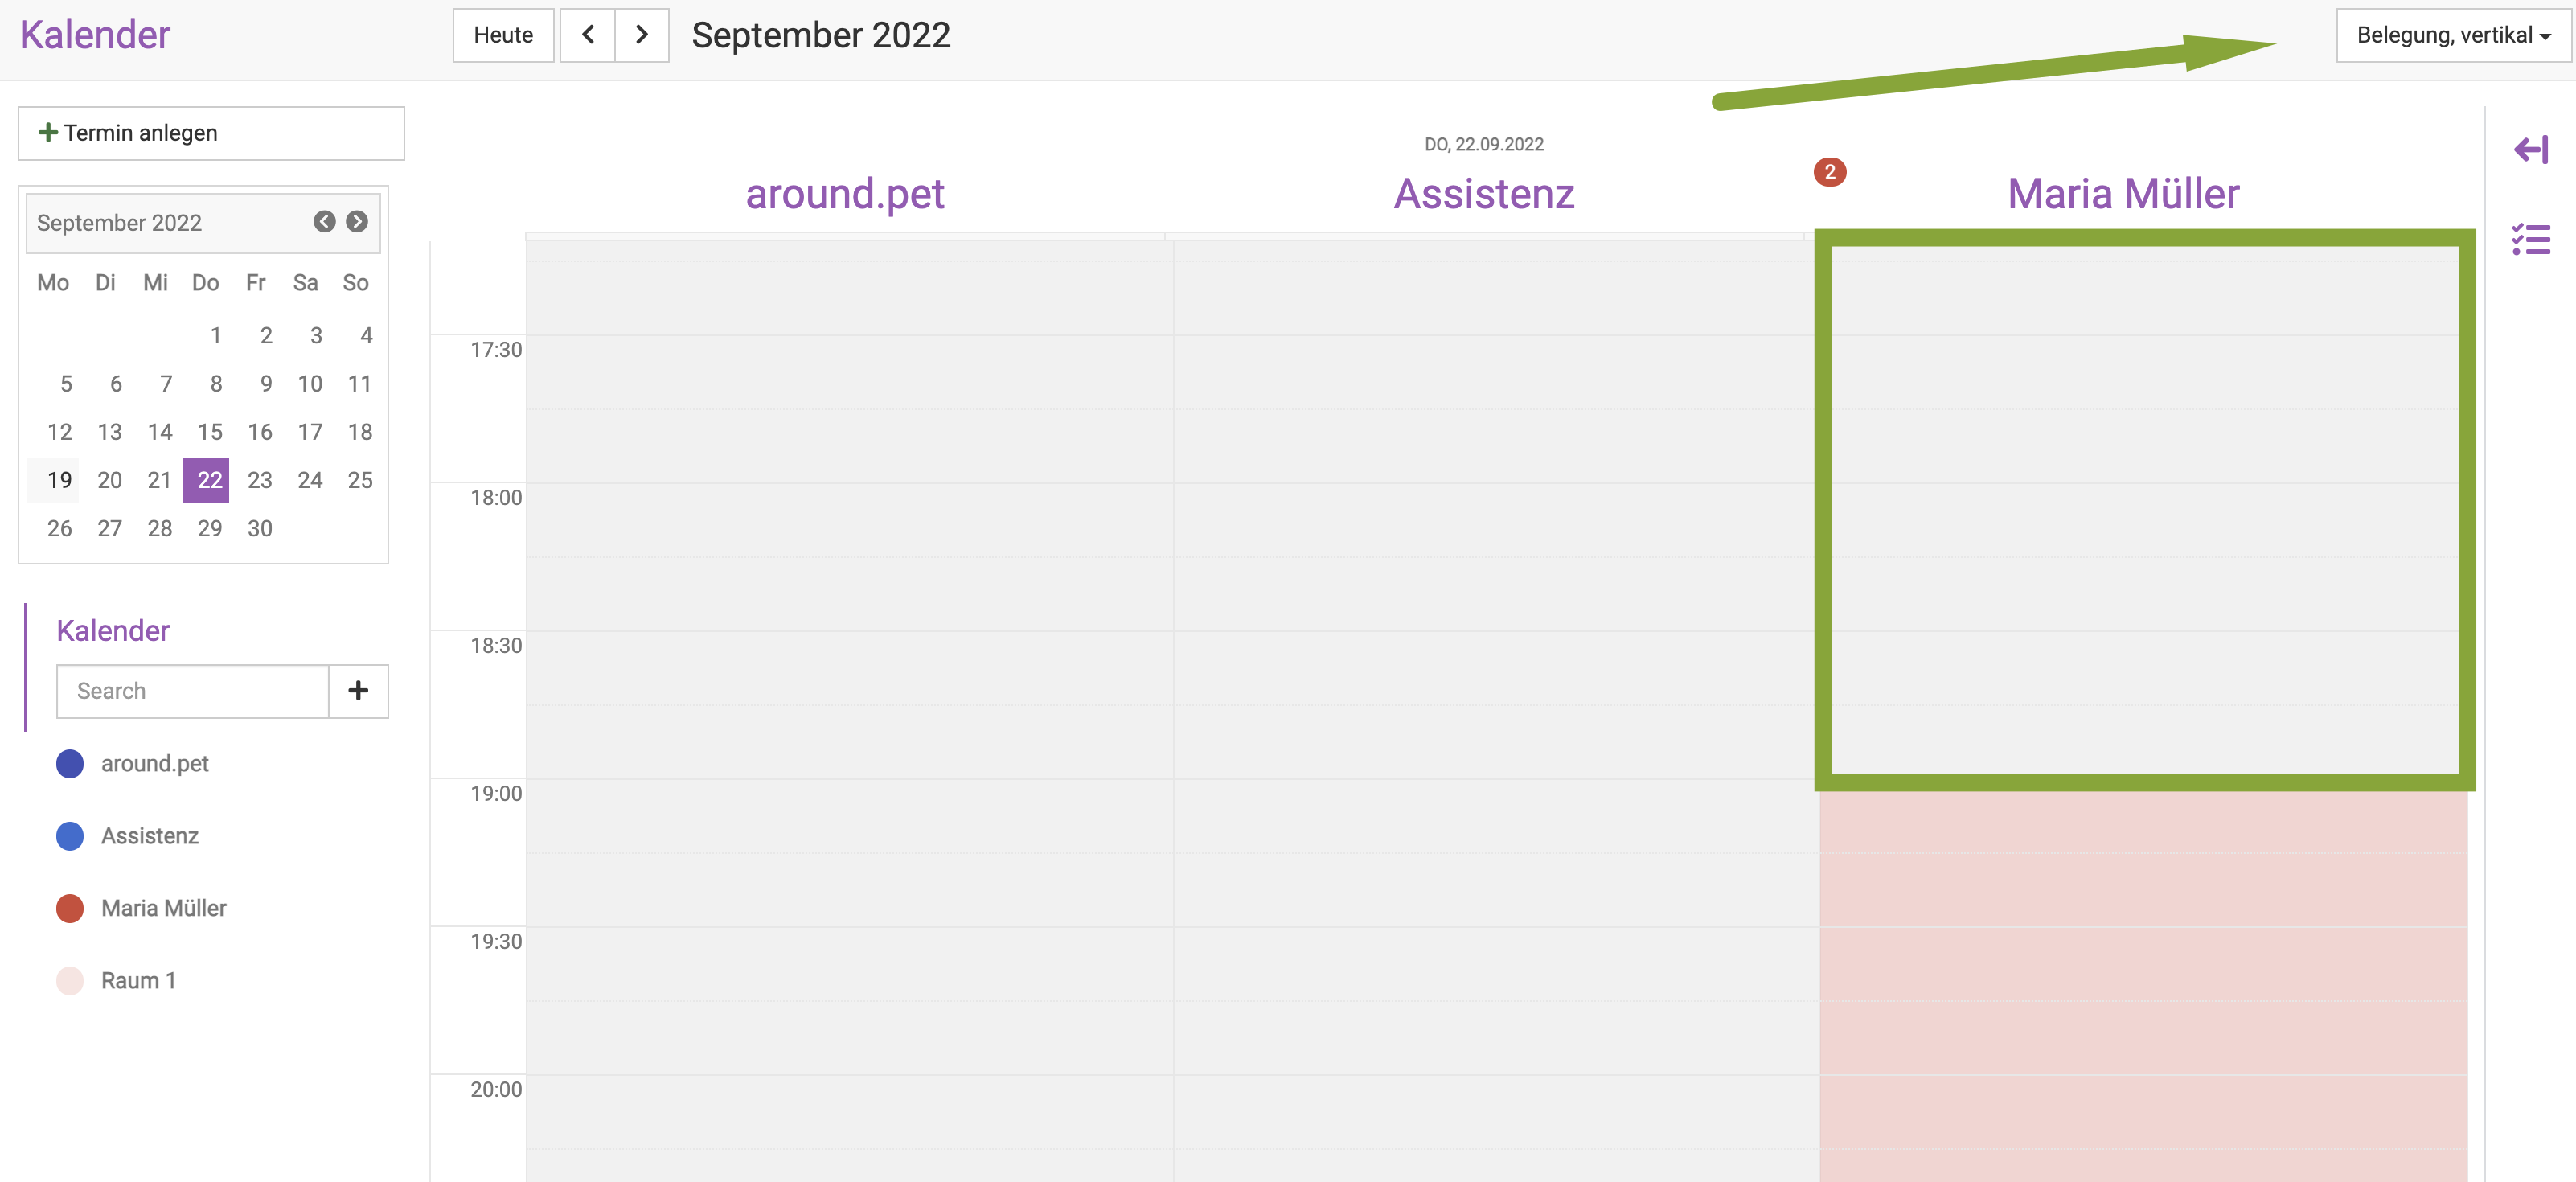 Kalender
Heute
September 2022
Belegung, vertikal
Termin anlegen
September 2022
Mo Di Mi Do Fr Sa So
1 2 3 4
5 6 7 8 9 10 11
12 13 14 15 16 17 18
19 20 21 22 23 24 25
26 27 28 29 30
Kalender
Search
around.pet
Assistenz
Maria Müller
Raum 1
DO, 22.09.2022
around.pet
Assistenz
2
Maria Müller
17:30
18:00
18:30
19:00
19:30
20:00